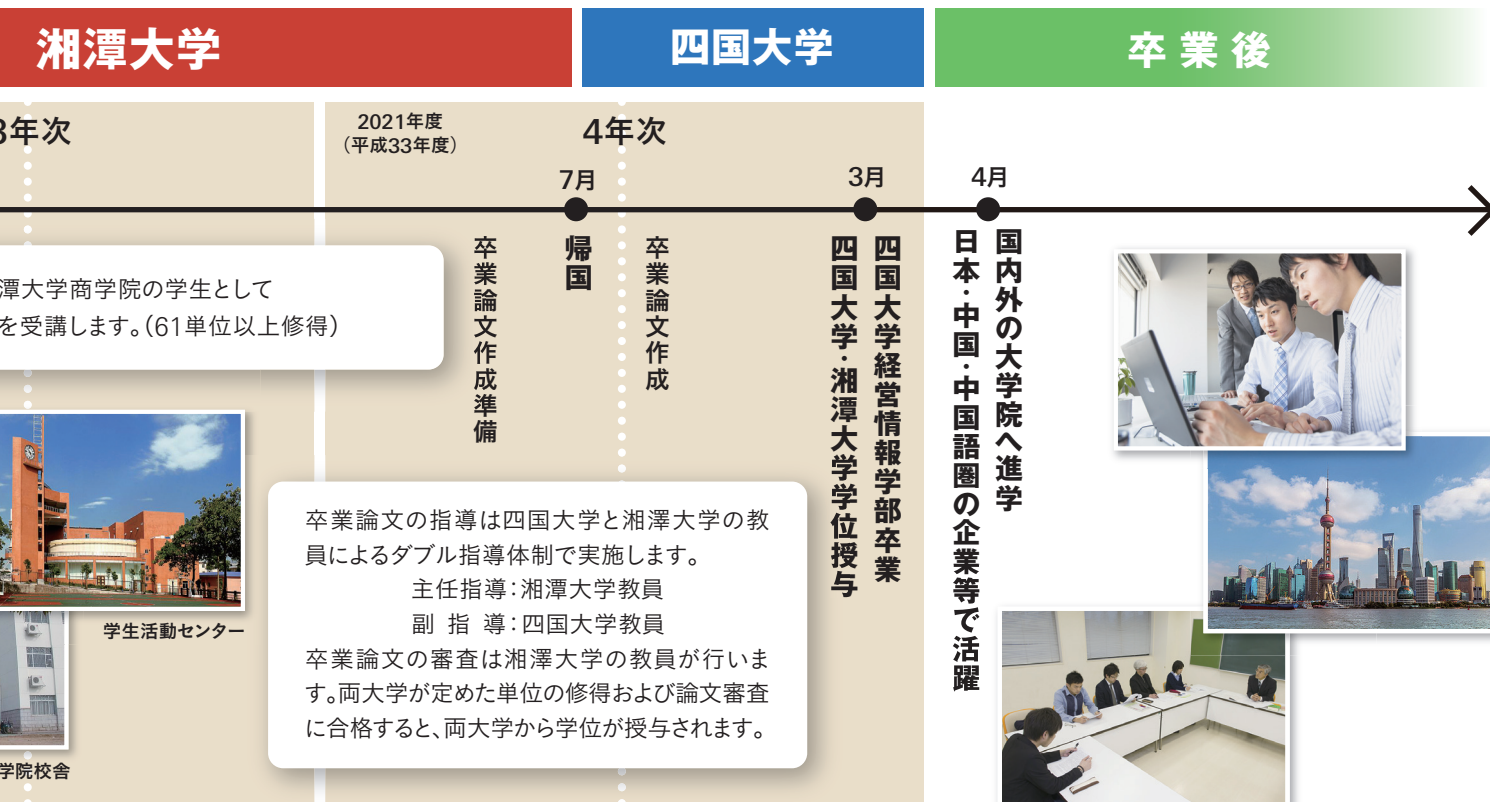 湘潭大学
四国大学
卒業後
3年次
2021年度
（平成33年度）
4年次
7月
3月
4月
潭大学商学院の学生として
を受講します。（61単位以上修得）
卒業論文作成準備
帰国
卒業論文作成
四国大学経営情報学部卒業
四国大学・湘潭大学学位授与
国内外の大学院へ進学
日本・中国・中国語圏の企業等で活躍
学生活動センター
学院校舎
卒業論文の指導は四国大学と湘澤大学の教
員によるダブル指導体制で実施します。
主任指導：湘潭大学教員
副 指 導：四国大学教員
卒業論文の審査は湘澤大学の教員が行いま
す。両大学が定めた単位の修得および論文審査
に合格すると、両大学から学位が授与されます。